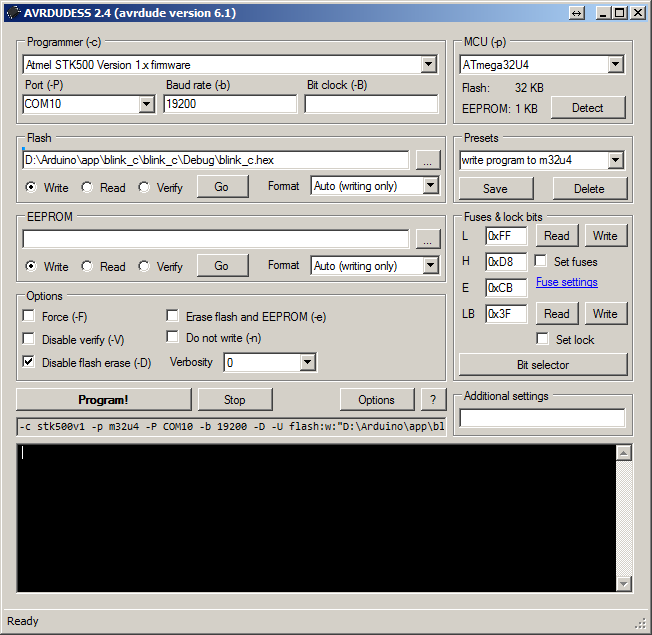 AVRDUDESS 2.4 (avrdude version 6.1)
Programmer (-c)
Atmel STK500 Version 1.x firmware
Port (-P)
Baud rate (-b)
Bit clock (-B)
COM10
19200
MCU (-p)
ATmega32U4
Flash: 32 KB
EEPROM: 1 KB
Detect
Flash
D:\Arduino\app\blink_c\blink_c\Debug\blink_c.hex
...
Write
Read
Verify
Go
Format
Auto (writing only)
Presets
write program to m32u4
Save
Delete
EEPROM
...
Write
Read
Verify
Go
Format
Auto (writing only)
Fuses & lock bits
L
0xFF
Read
Write
H
0xD8
Set fuses
E
0xCB
Fuse settings
LB
0x3F
Read
Write
Set lock
Bit selector
Options
Force (-F)
Erase flash and EEPROM (-e)
Disable verify (-V)
Do not write (-n)
Disable flash erase (-D)
Verbosity
0
Program!
Stop
Options
?
Additional settings
-c stk500v1 -p m32u4 -P COM10 -b 19200 -D -U flash:w:"D:\Arduino\app\bl
Ready